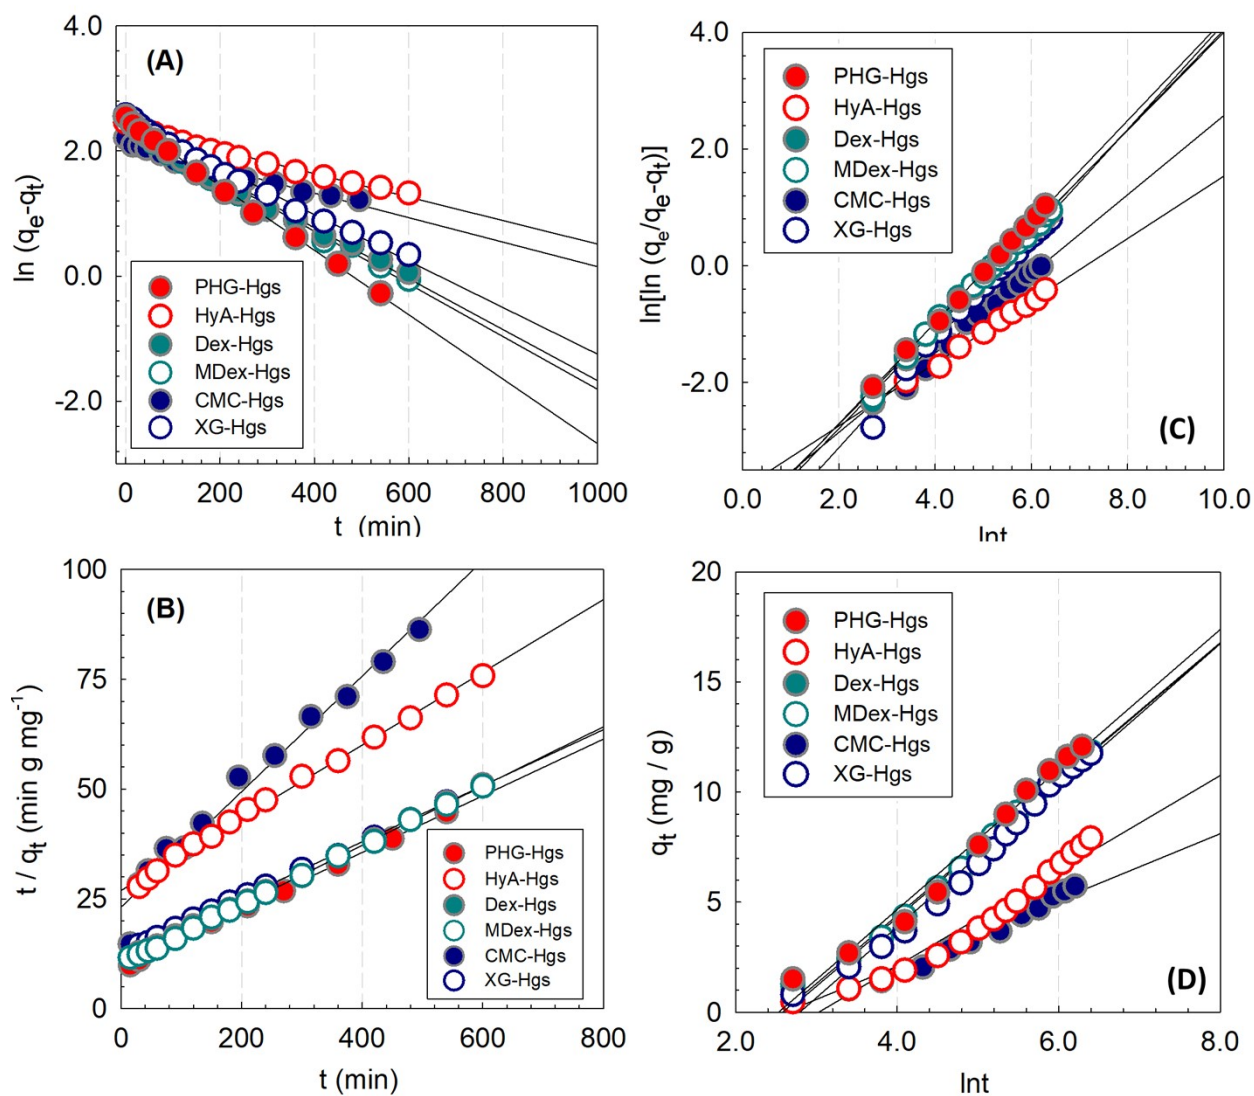 (A)
4.0
2.0
0.0
-2.0
ln (qe-qt)
PHG-Hgs
HyA-Hgs
Dex-Hgs
MDex-Hgs
CMC-Hgs
XG-Hgs
0 200 400 600 800 1000
t (min)
(C)
4.0
2.0
0.0
-2.0
ln[ln (qe/qe-qt)]
PHG-Hgs
HyA-Hgs
Dex-Hgs
MDex-Hgs
CMC-Hgs
XG-Hgs
0.0 2.0 4.0 6.0 8.0 10.0
lnt
(B)
100
75
50
25
0
t / qt (min g mg-1)
PHG-Hgs
HyA-Hgs
Dex-Hgs
MDex-Hgs
CMC-Hgs
XG-Hgs
0 200 400 600 800
t (min)
(D)
20
15
10
5
0
qt (mg / g)
PHG-Hgs
HyA-Hgs
Dex-Hgs
MDex-Hgs
CMC-Hgs
XG-Hgs
2.0 4.0 6.0 8.0
lnt